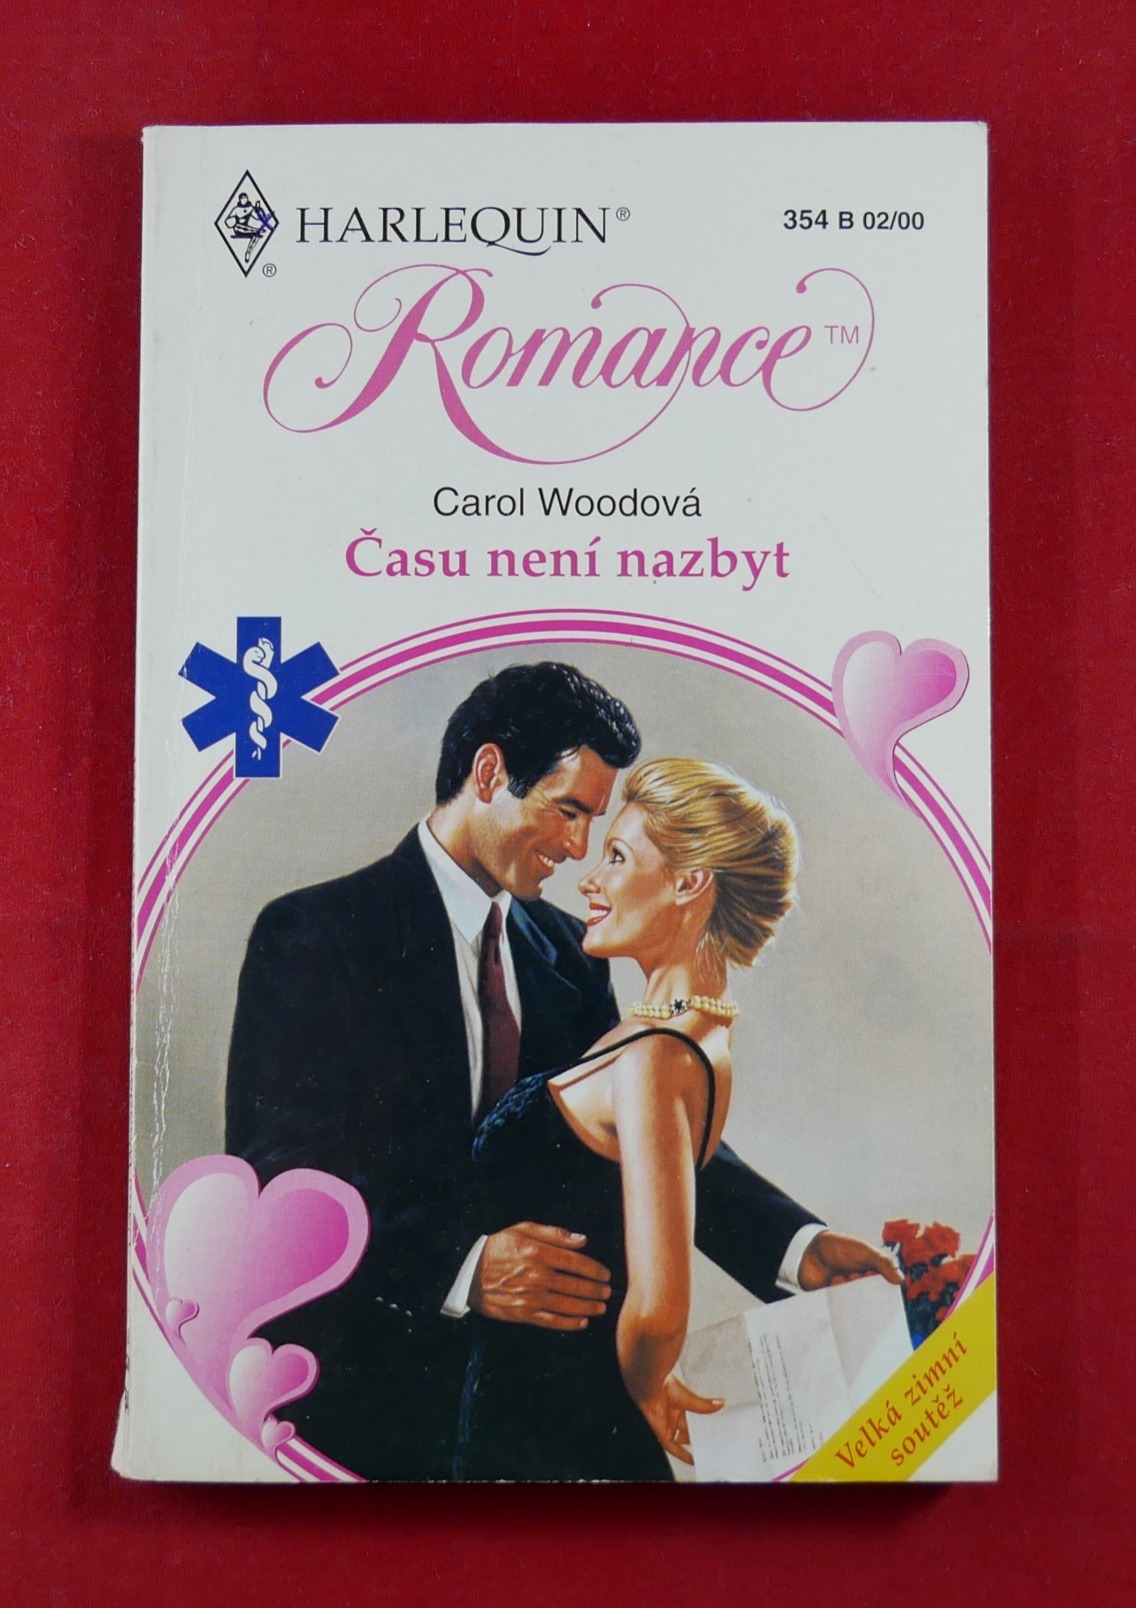 HARLEQUIN®
®
354 B 02/00
Romance™
Carol Woodová
Času není nazbyt
Velká zimní
soutěž